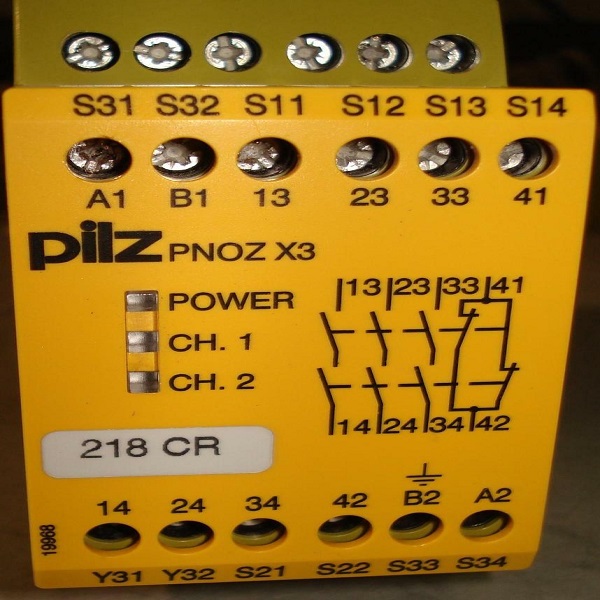 S31 S32 S11 S12 S13 S14
A1 B1 13 23 33 41
pilz PNOZ X3
13 23 33 41
POWER
CH. 1
CH. 2
14 24 34 42
218 CR
14 24 34 42 B2 A2
19968
Y31 Y32 S21 S22 S33 S34